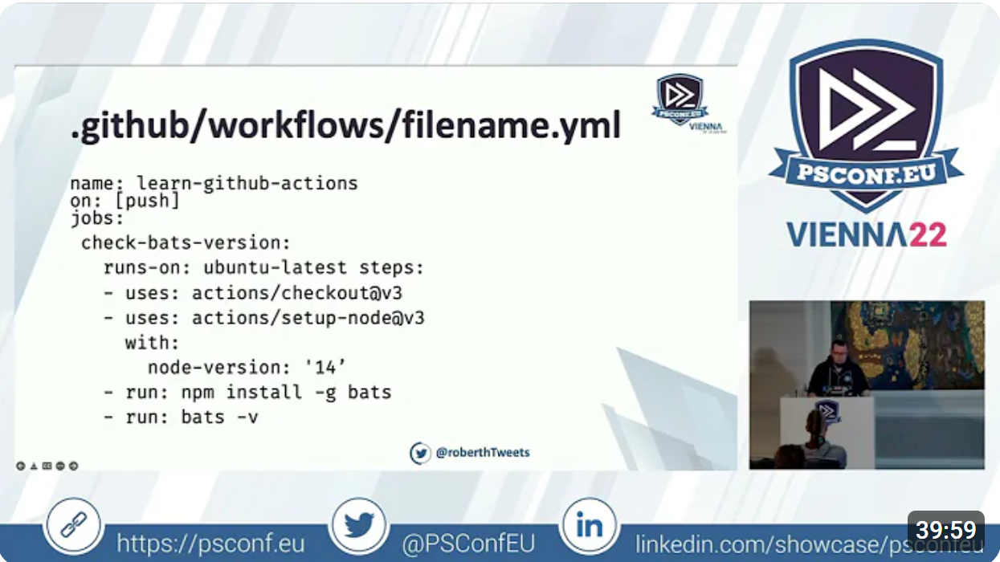 .github/workflows/filename.yml
PSCONF.EU
VIENNA
name: learn-github-actions
on: [push]
jobs:
check-bats-version:
runs-on: ubuntu-latest steps:
- uses: actions/checkout@v3
- uses: actions/setup-node@v3
with:
node-version: '14’
- run: npm install -g bats
- run: bats -v
@roberthTweets
PSCONF.EU
VIENNA22
https://psconf.eu
@PSConfEU
in
linkedin.com/showcase/psconfeu
39:59